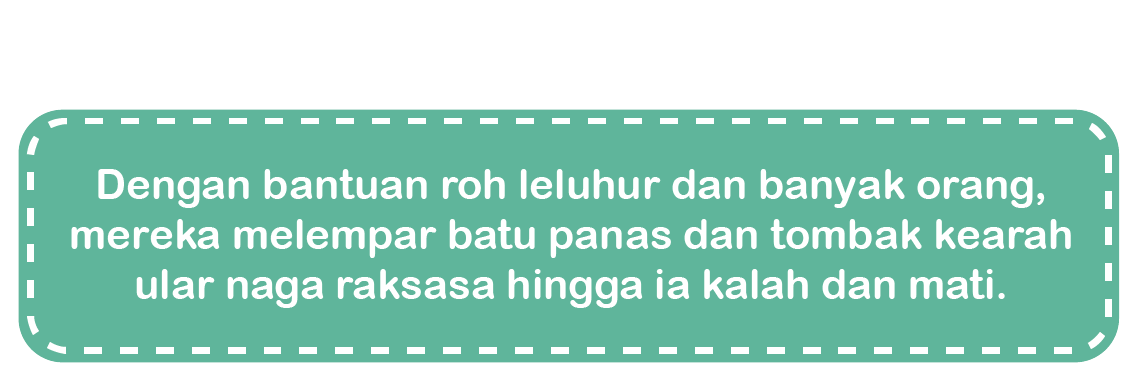 Dengan bantuan roh leluhur dan banyak orang,
mereka melempar batu panas dan tombak kearah
ular naga raksasa hingga ia kalah dan mati.